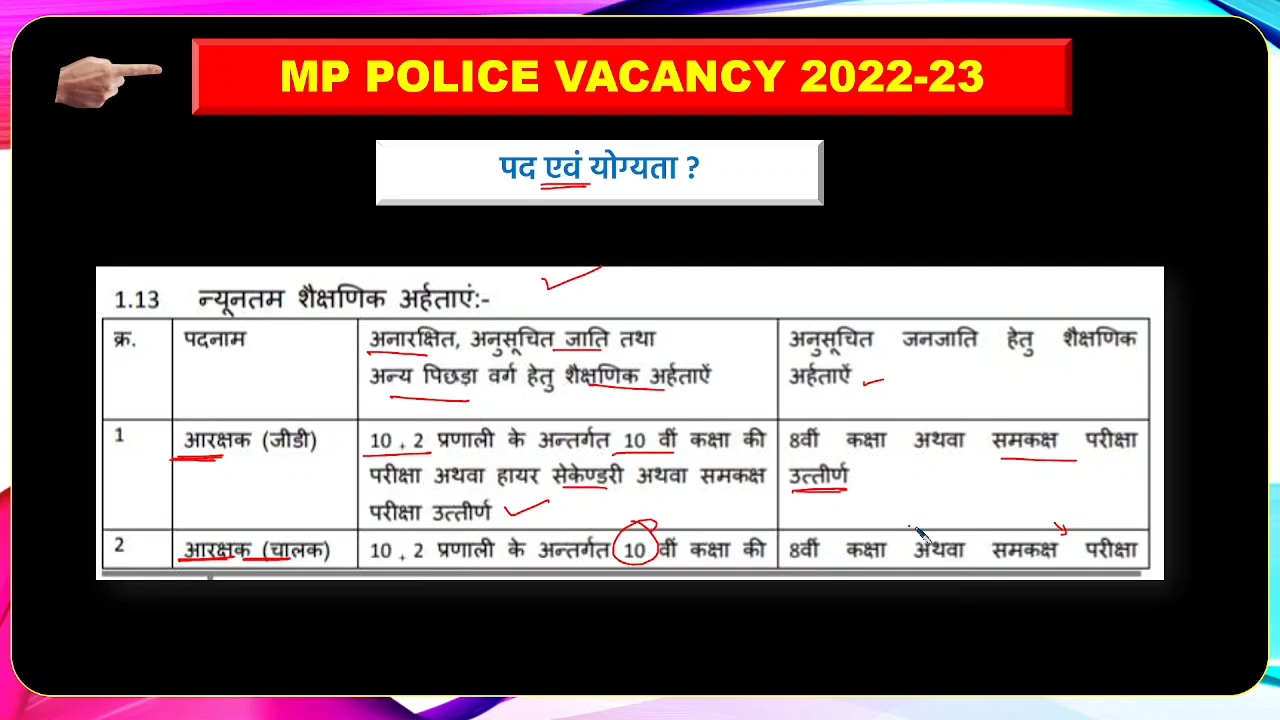 MP POLICE VACANCY 2022-23
पद एवं योग्यता ?
1.13 न्यूनतम शैक्षणिक अर्हताएं:-
क्र. पदनाम अनारक्षित, अनुसूचित जाति तथा अनुसूचित जनजाति हेतु शैक्षणिक
अन्य पिछड़ा वर्ग हेतु शैक्षणिक अर्हताऐं अर्हताऐं
1 आरक्षक (जीडी) 10 + 2 प्रणाली के अन्तर्गत 10 वीं कक्षा की 8वीं कक्षा अथवा समकक्ष परीक्षा
परीक्षा अथवा हायर सेकेण्डरी अथवा समकक्ष उत्तीर्ण
परीक्षा उत्तीर्ण
2 आरक्षक (चालक) 10 + 2 प्रणाली के अन्तर्गत 10 वीं कक्षा की 8वीं कक्षा अथवा समकक्ष परीक्षा